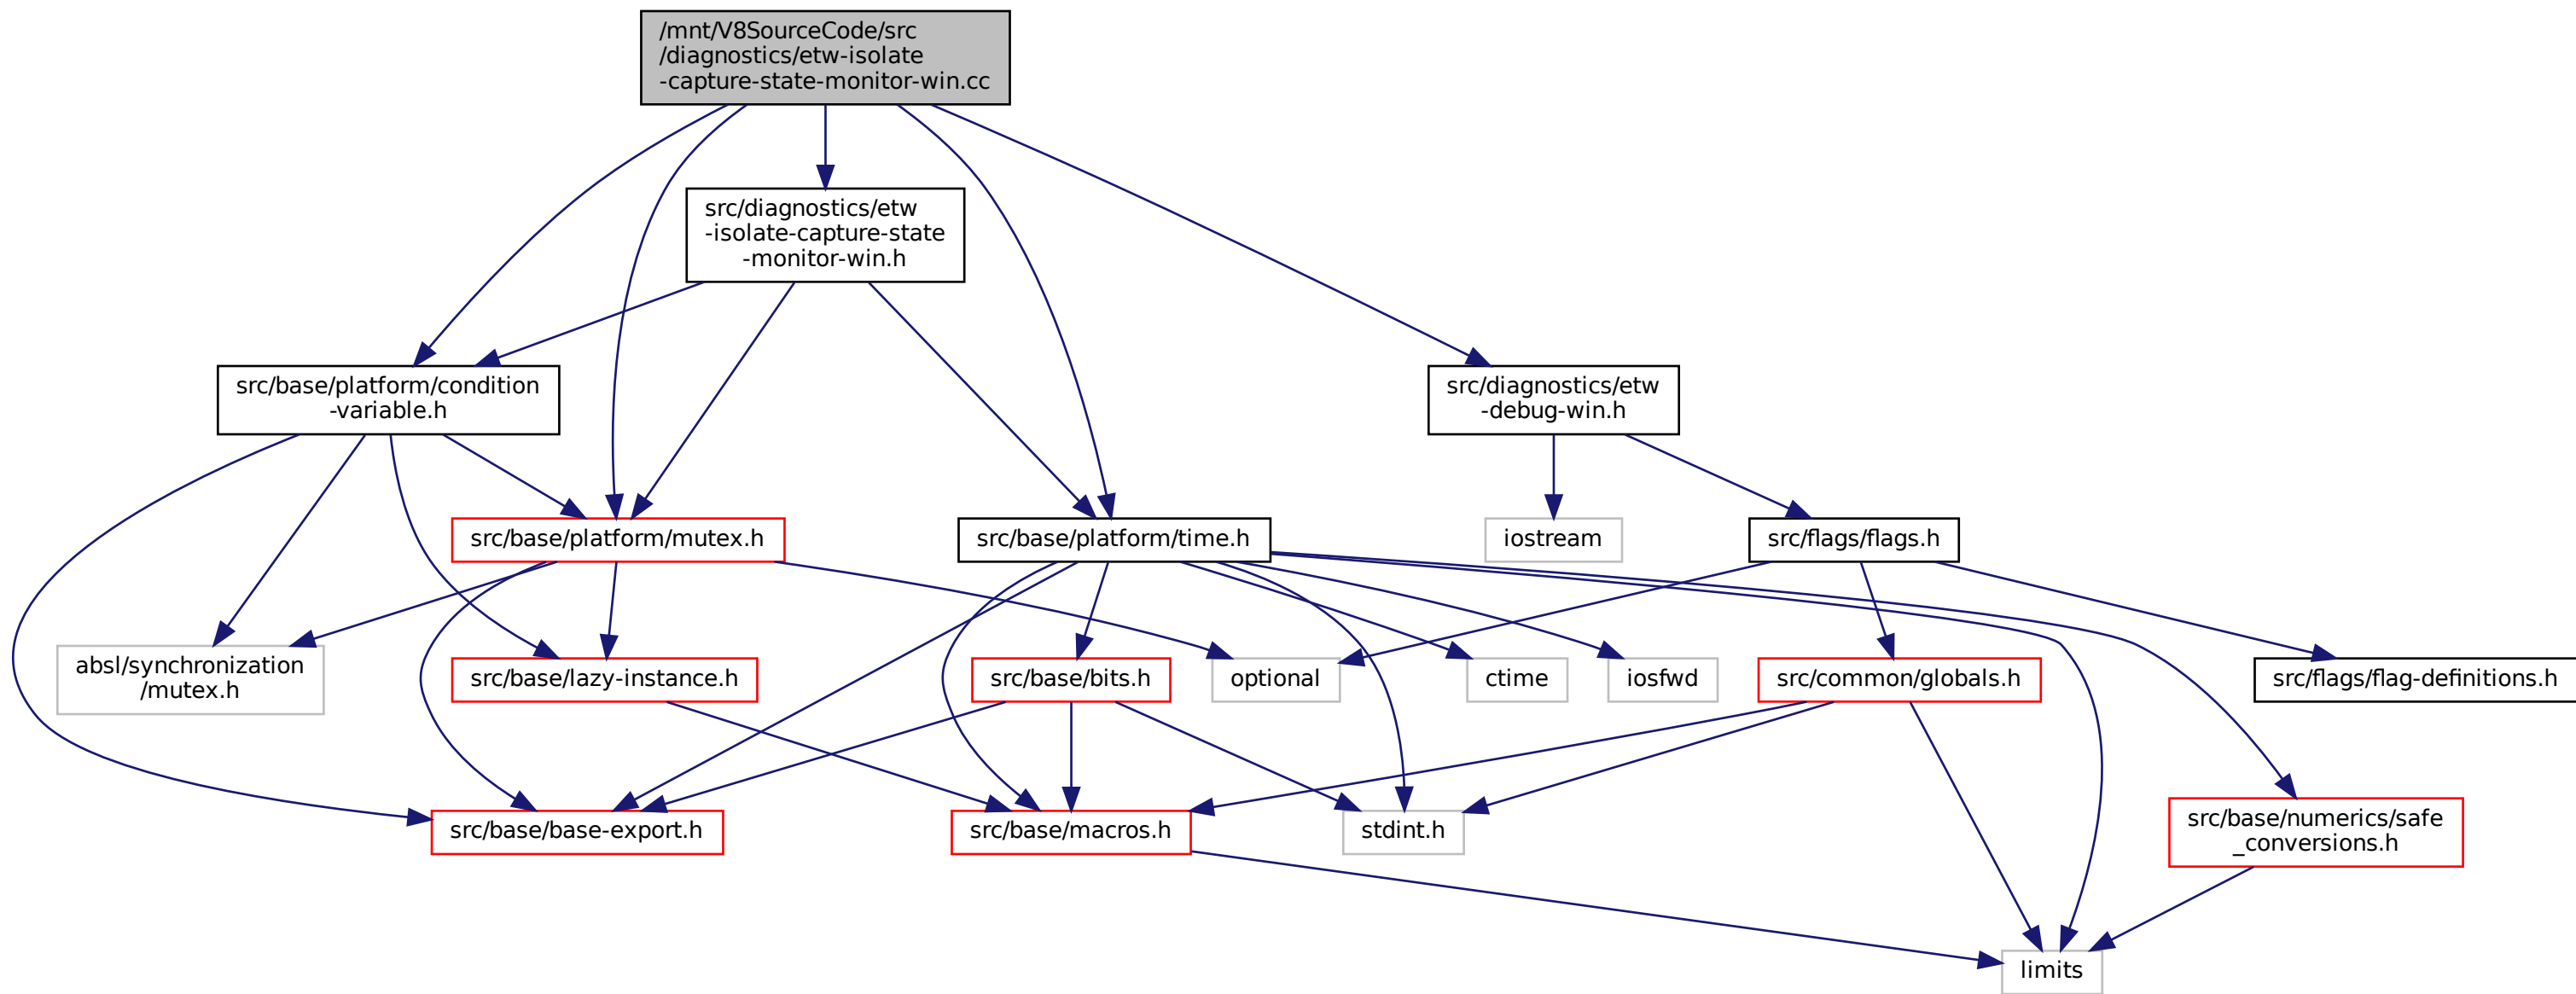 /mnt/V8SourceCode/src
/diagnostics/etw-isolate
-capture-state-monitor-win.cc
src/diagnostics/etw
-isolate-capture-state
-monitor-win.h
src/base/platform/condition
-variable.h
src/diagnostics/etw
-debug-win.h
src/base/platform/mutex.h
src/base/platform/time.h
iostream
src/flags/flags.h
absl/synchronization
/mutex.h
src/base/lazy-instance.h
src/base/bits.h
optional
ctime
iosfwd
src/common/globals.h
src/flags/flag-definitions.h
src/base/base-export.h
src/base/macros.h
stdint.h
src/base/numerics/safe
_conversions.h
limits